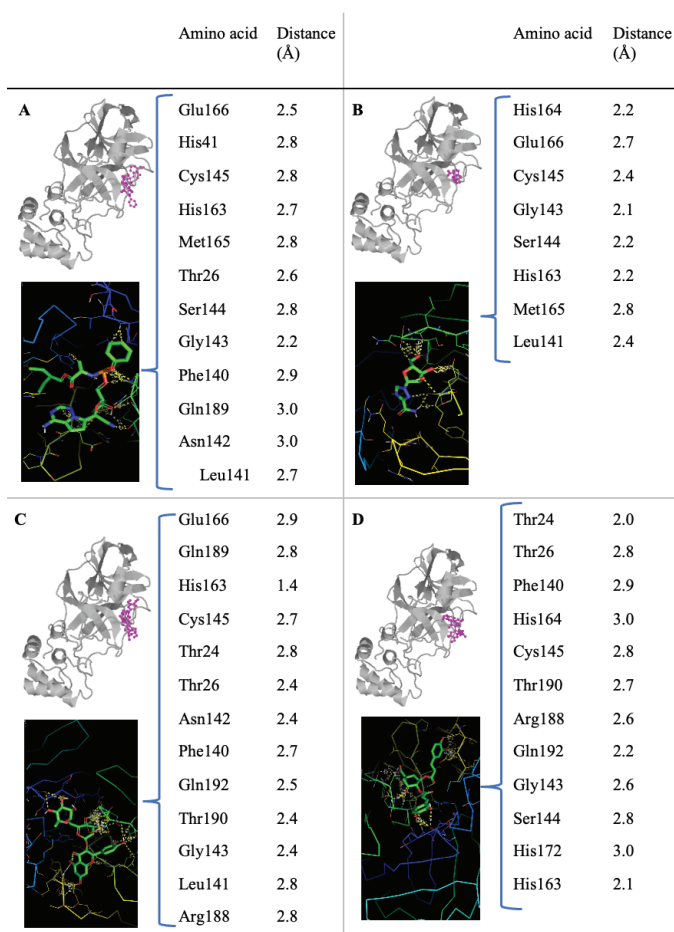 Amino acid Distance (Å)
Amino acid Distance (Å)
A
Glu166 2.5
His41 2.8
Cys145 2.8
His163 2.7
Met165 2.8
Thr26 2.6
Ser144 2.8
Gly143 2.2
Phe140 2.9
Gln189 3.0
Asn142 3.0
Leu141 2.7
B
His164 2.2
Glu166 2.7
Cys145 2.4
Gly143 2.1
Ser144 2.2
His163 2.2
Met165 2.8
Leu141 2.4
C
Glu166 2.9
Gln189 2.8
His163 1.4
Cys145 2.7
Thr24 2.8
Thr26 2.4
Asn142 2.4
Phe140 2.7
Gln192 2.5
Thr190 2.4
Gly143 2.4
Leu141 2.8
Arg188 2.8
D
Thr24 2.0
Thr26 2.8
Phe140 2.9
His164 3.0
Cys145 2.8
Thr190 2.7
Arg188 2.6
Gln192 2.2
Gly143 2.6
Ser144 2.8
His172 3.0
His163 2.1